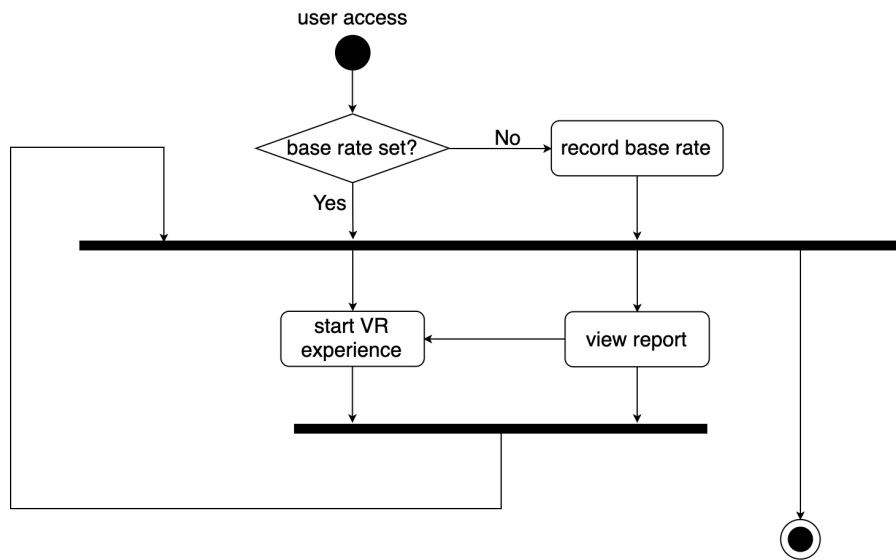 user access
base rate set?
No
record base rate
Yes
start VR
experience
view report